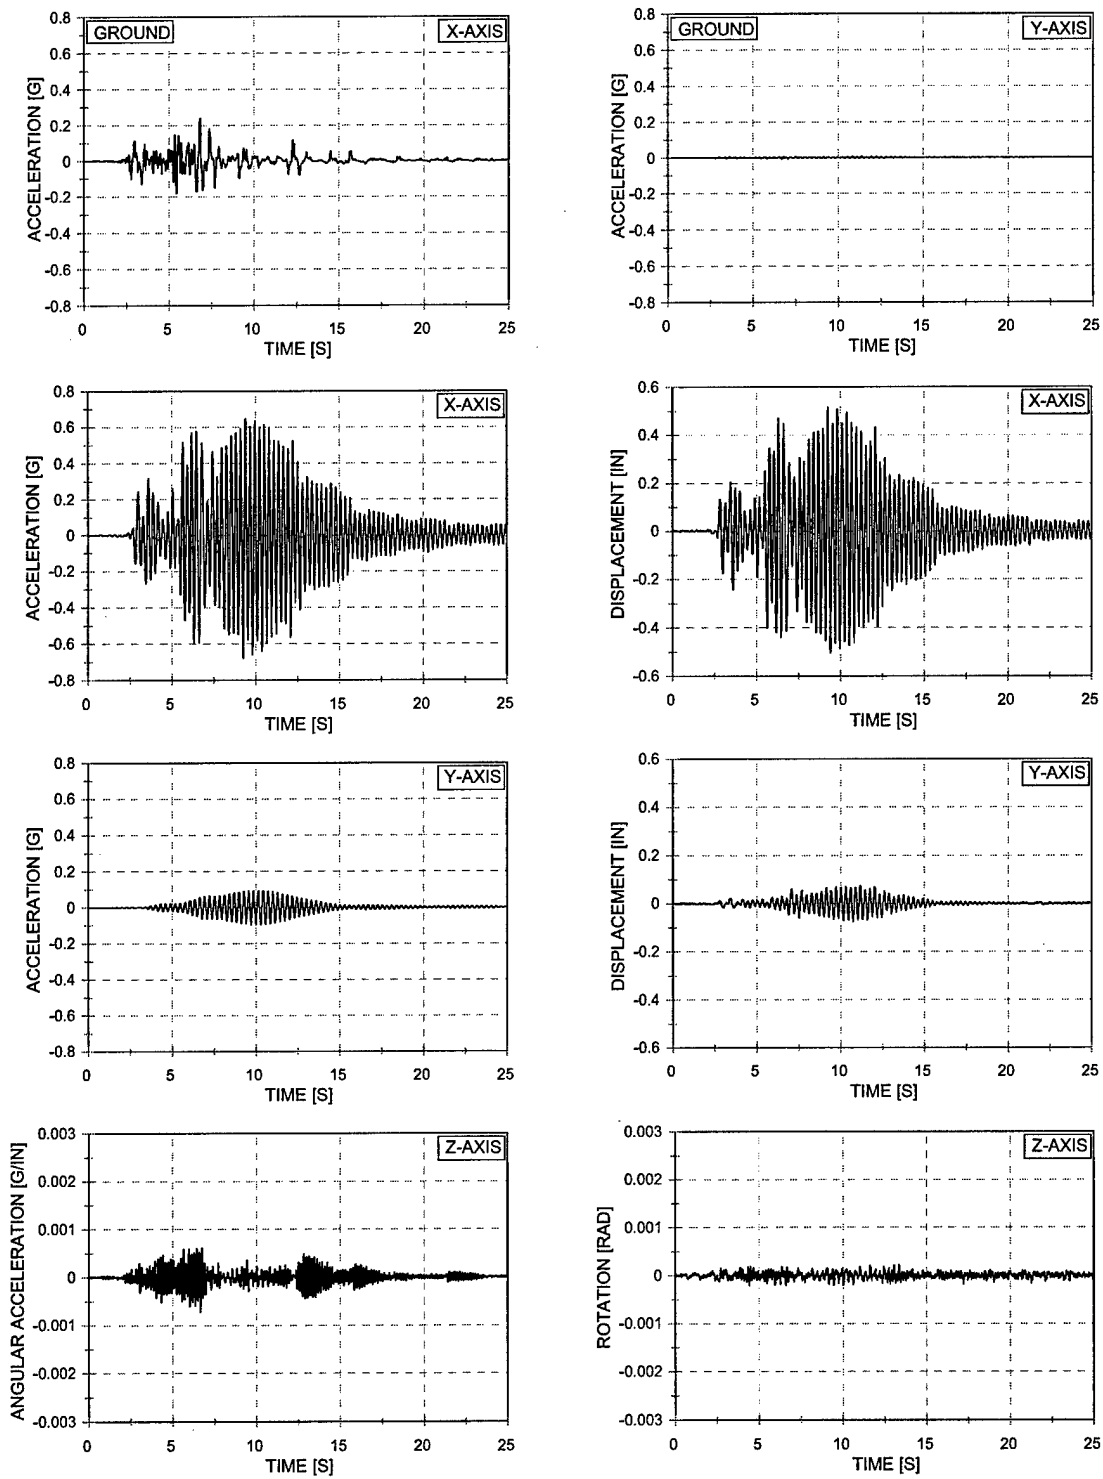 GROUND X-AXIS
ACCELERATION [G]
0.8
0.6
0.4
0.2
0
-0.2
-0.4
-0.6
-0.8
0 5 10 15 20 25
TIME [S]
GROUND Y-AXIS
ACCELERATION [G]
0.8
0.6
0.4
0.2
0
-0.2
-0.4
-0.6
-0.8
0 5 10 15 20 25
TIME [S]
X-AXIS
ACCELERATION [G]
0.8
0.6
0.4
0.2
0
-0.2
-0.4
-0.6
-0.8
0 5 10 15 20 25
TIME [S]
X-AXIS
DISPLACEMENT [IN]
0.6
0.4
0.2
0
-0.2
-0.4
-0.6
0 5 10 15 20 25
TIME [S]
Y-AXIS
ACCELERATION [G]
0.8
0.6
0.4
0.2
0
-0.2
-0.4
-0.6
-0.8
0 5 10 15 20 25
TIME [S]
Y-AXIS
DISPLACEMENT [IN]
0.6
0.4
0.2
0
-0.2
-0.4
-0.6
0 5 10 15 20 25
TIME [S]
Z-AXIS
ANGULAR ACCELERATION [G/IN]
0.003
0.002
0.001
0
-0.001
-0.002
-0.003
0 5 10 15 20 25
TIME [S]
Z-AXIS
ROTATION [RAD]
0.003
0.002
0.001
0
-0.001
-0.002
-0.003
0 5 10 15 20 25
TIME [S]